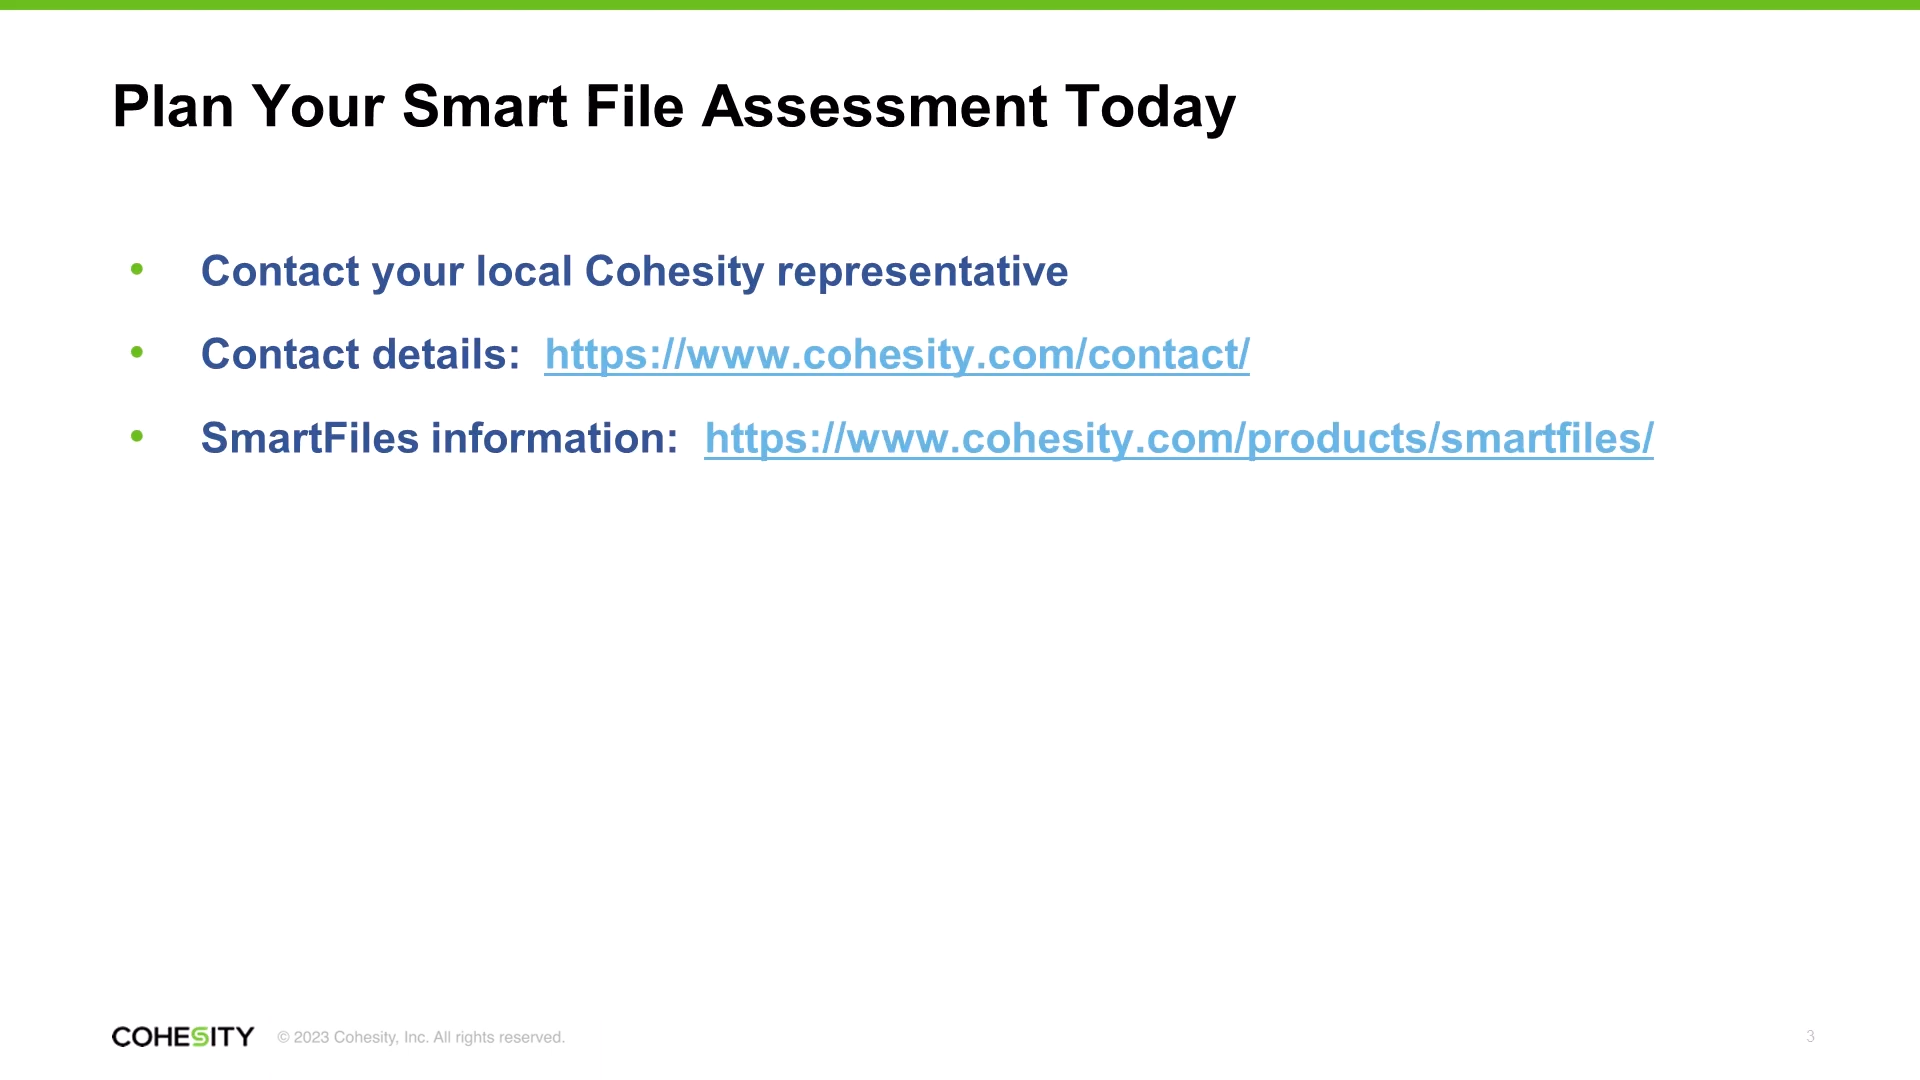 Plan Your Smart File Assessment Today
• Contact your local Cohesity representative
• Contact details: https://www.cohesity.com/contact/
• SmartFiles information: https://www.cohesity.com/products/smartfiles/
COHESITY © 2023 Cohesity, Inc. All rights reserved. 3